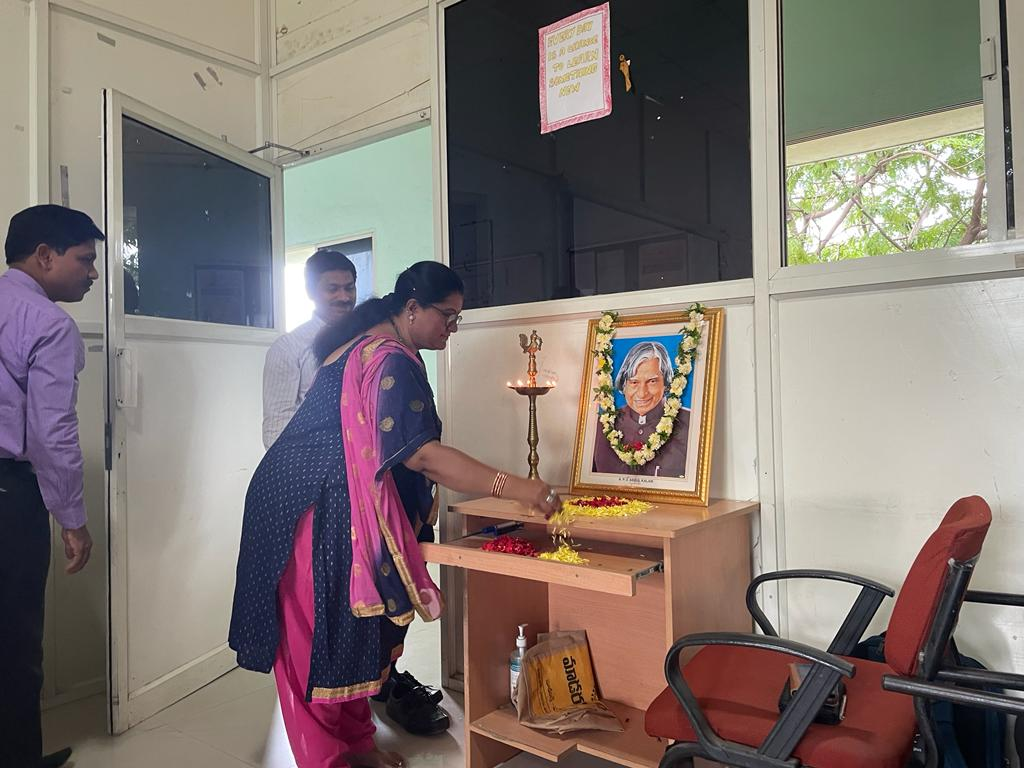 EVERY DAY
IS A CHANCE
TO LEARN
SOMETHING
NEW
A. P. J. ABDUL KALAM